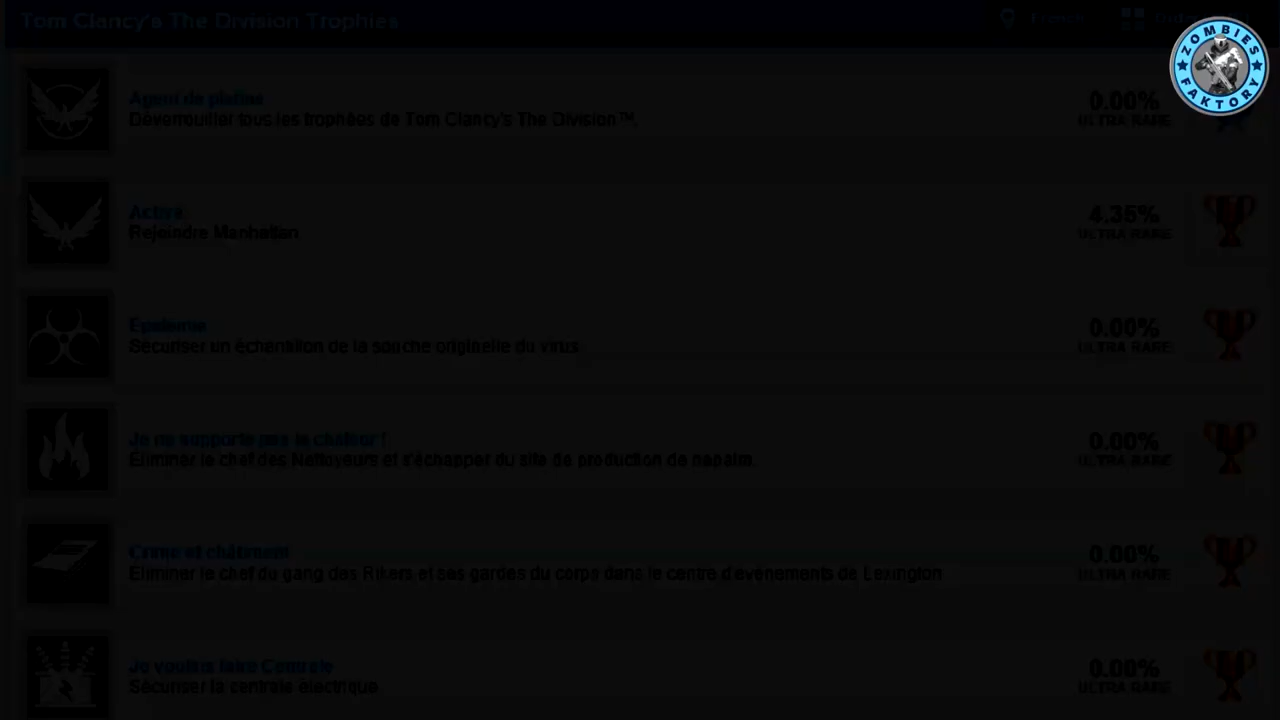 Tom Clancy's The Division Trophies
French
ZOMBIES
FAKTORY
Agent de platine
Déverrouiller tous les trophées de Tom Clancy's The Division™.
0.00%
ULTRA RARE
Activé
Rejoindre Manhattan
4.35%
ULTRA RARE
Épidémie
Sécuriser un échantillon de la souche originelle du virus
0.00%
ULTRA RARE
Je ne supporte pas la chaleur !
Éliminer le chef des Nettoyeurs et s'échapper du site de production de napalm.
0.00%
ULTRA RARE
Crime et châtiment
Éliminer le chef du gang des Rikers et ses gardes du corps dans le centre d'événements de Lexington
0.00%
ULTRA RARE
Je voulais faire Centrale
Sécuriser la centrale électrique
0.00%
ULTRA RARE